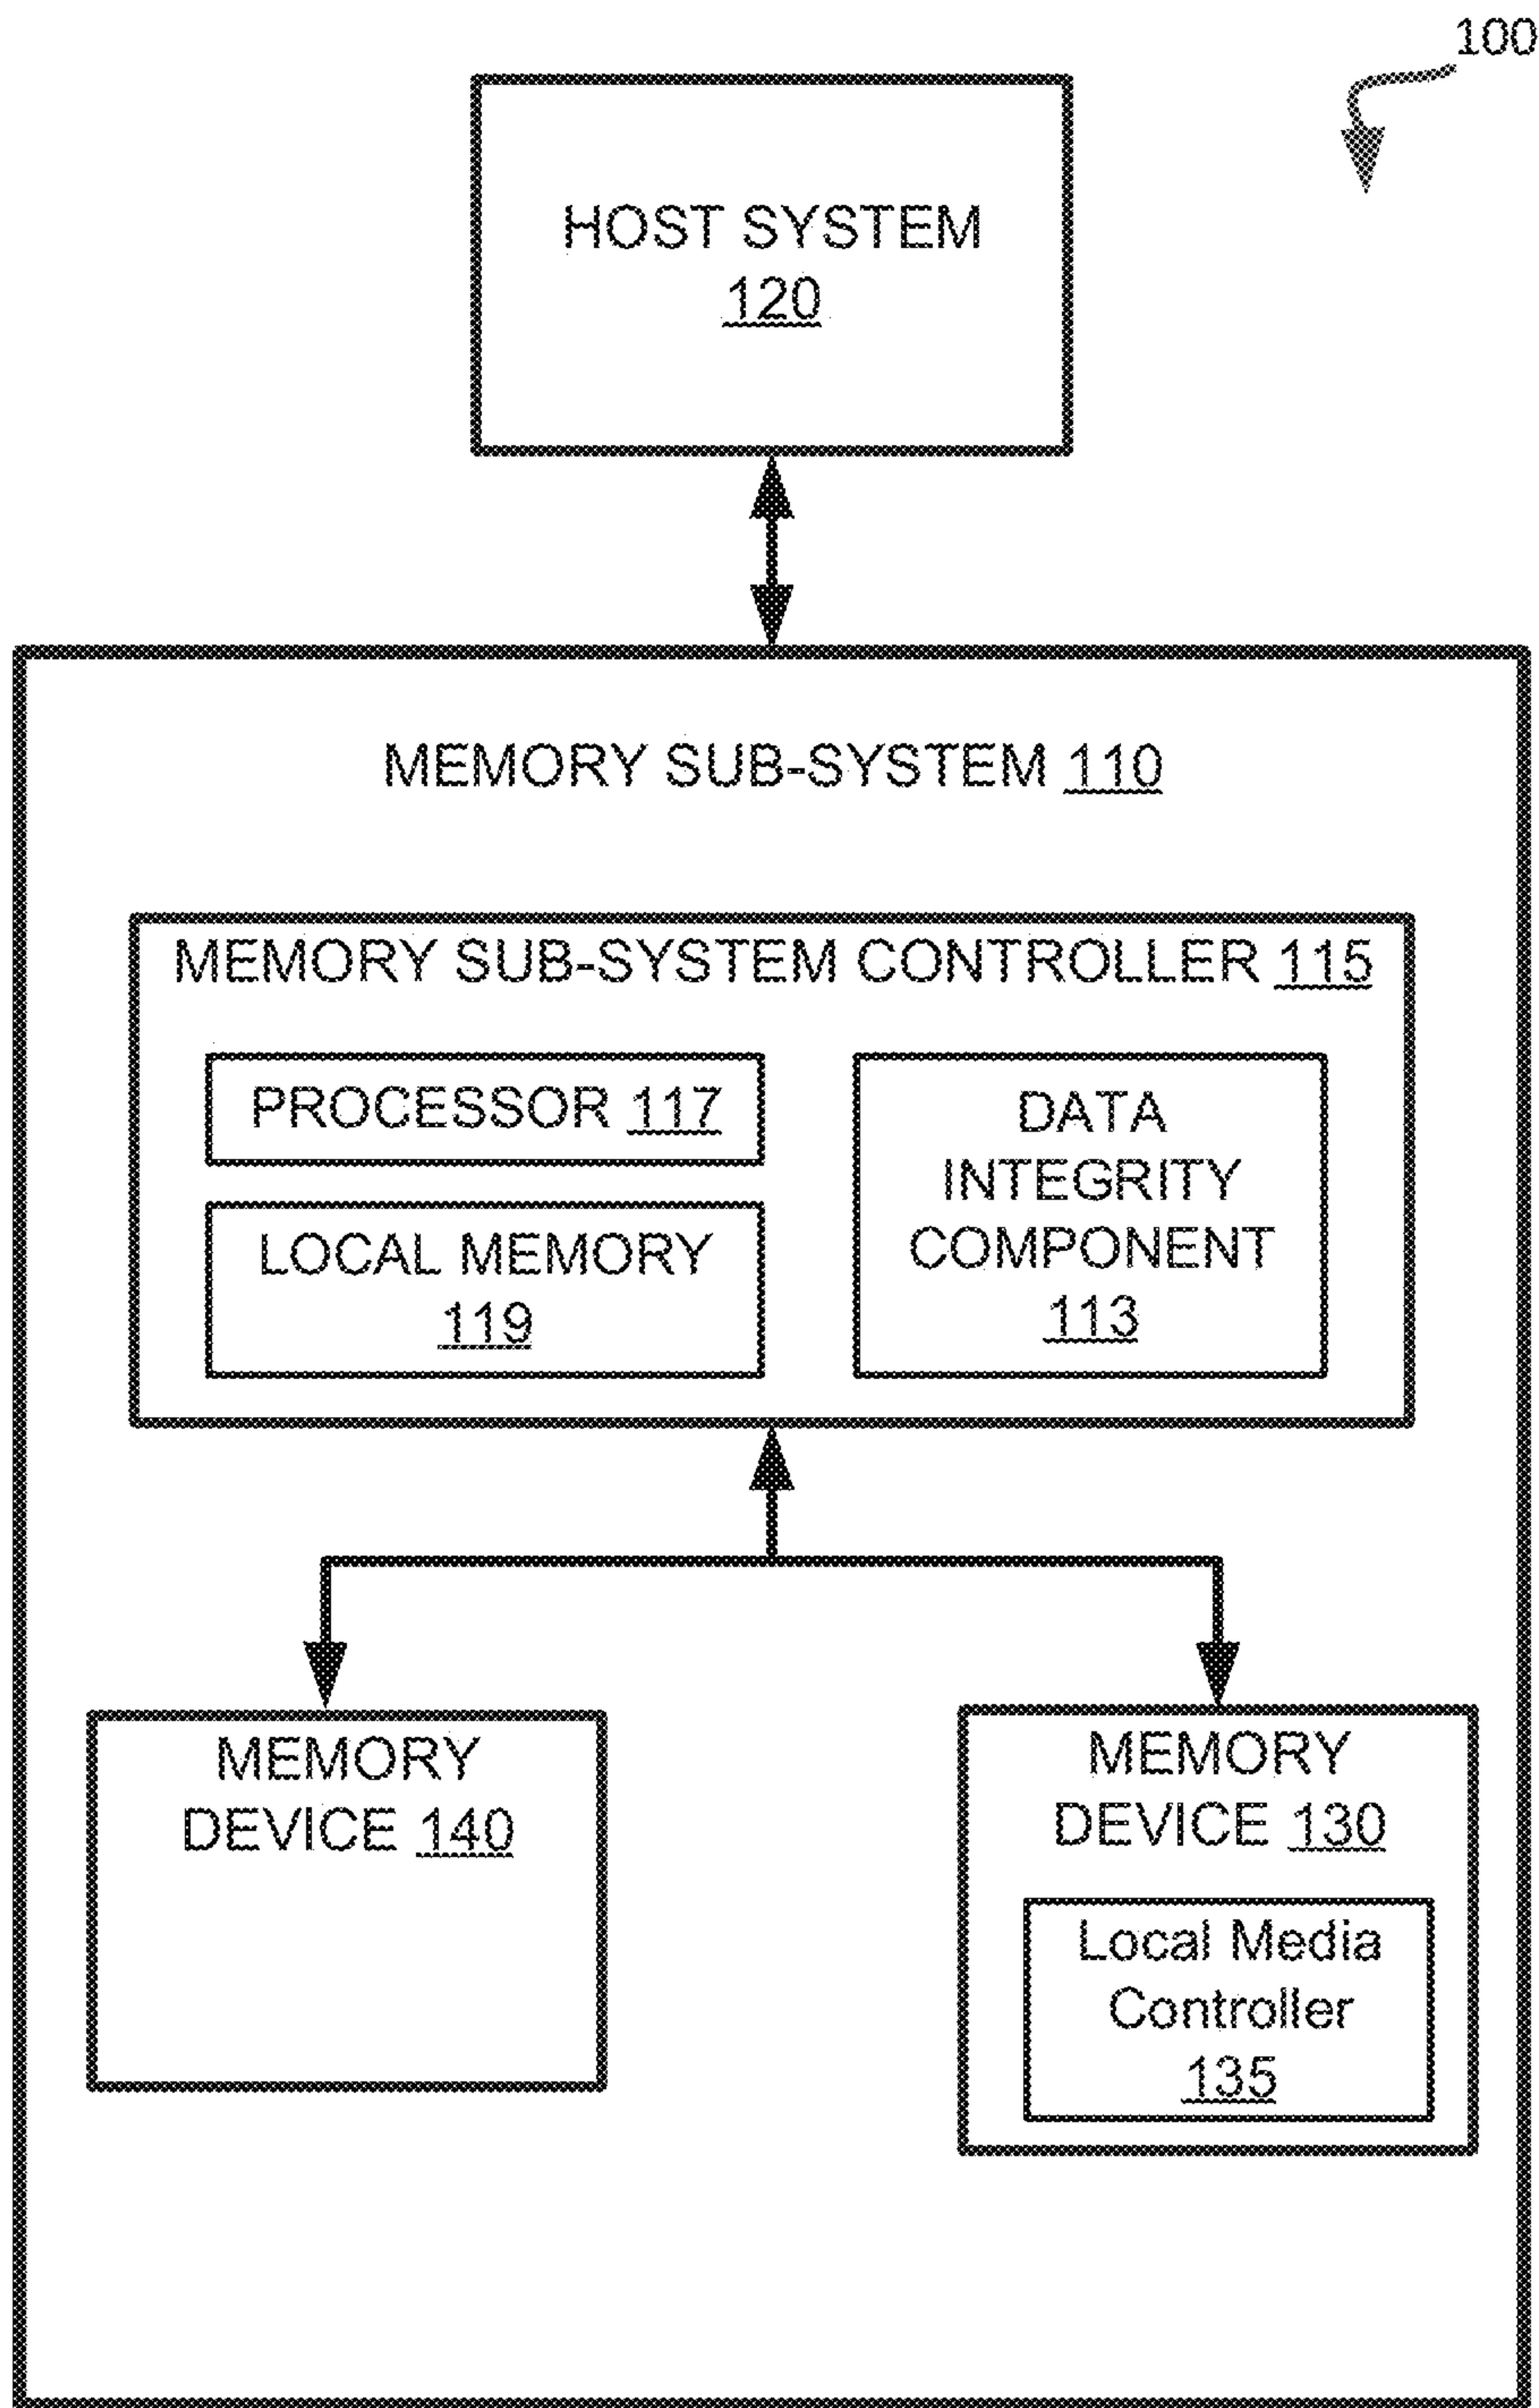 100
HOST SYSTEM
120
MEMORY SUB-SYSTEM 110
MEMORY SUB-SYSTEM CONTROLLER 115
PROCESSOR 117
LOCAL MEMORY
119
DATA
INTEGRITY
COMPONENT
113
MEMORY
DEVICE 140
MEMORY
DEVICE 130
Local Media
Controller
135